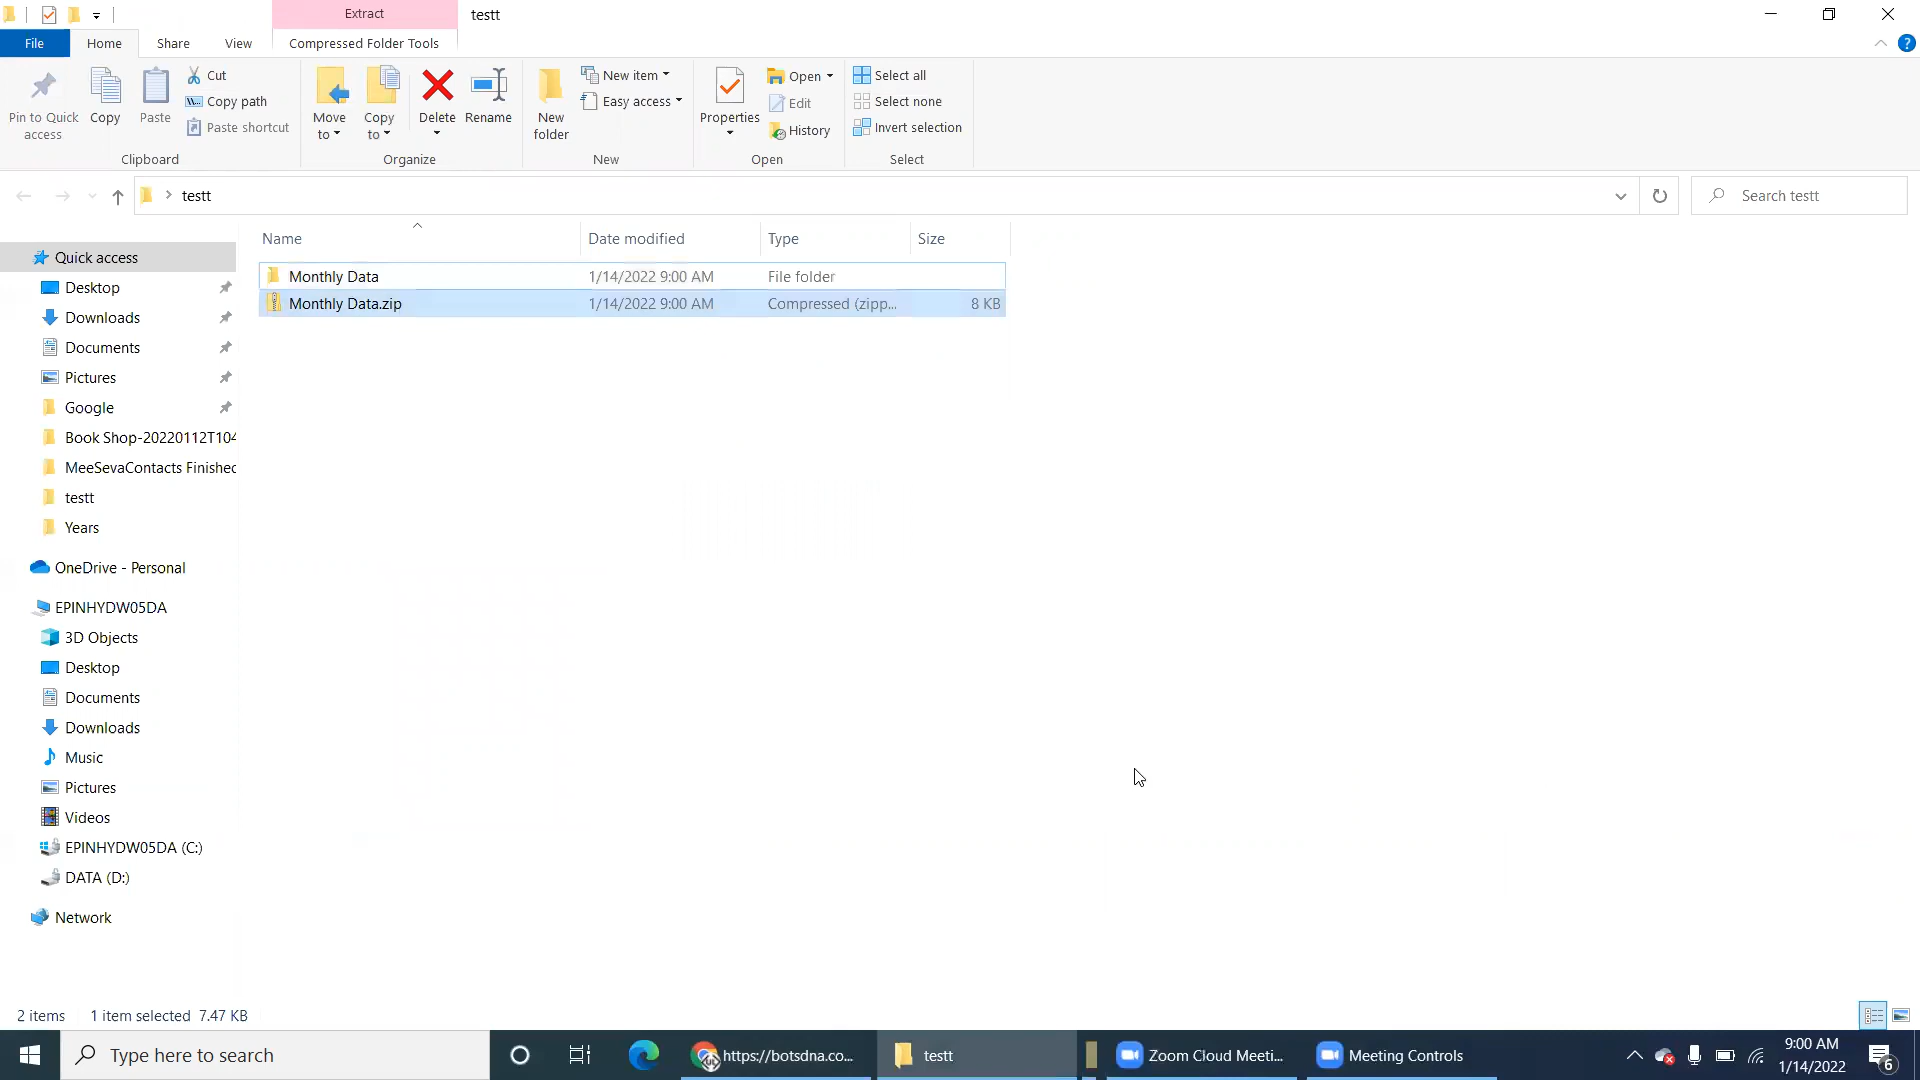 Extract
testt
File
Home
Share
View
Compressed Folder Tools
Pin to Quick access
Copy
Paste
Cut
Copy path
Paste shortcut
Clipboard
Move to
Copy to
Delete
Rename
Organize
New folder
New item
Easy access
New
Properties
Open
Edit
History
Open
Select all
Select none
Invert selection
Select
testt
Search testt
Name
Date modified
Type
Size
Monthly Data 1/14/2022 9:00 AM File folder
Monthly Data.zip 1/14/2022 9:00 AM Compressed (zipp... 8 KB
Quick access
Desktop
Downloads
Documents
Pictures
Google
Book Shop-20220112T104
MeeSevaContacts Finished
testt
Years
OneDrive - Personal
EPINHYDW05DA
3D Objects
Desktop
Documents
Downloads
Music
Pictures
Videos
EPINHYDW05DA (C:)
DATA (D:)
Network
2 items 1 item selected 7.47 KB
Type here to search
https://botsdna.co...
testt
Zoom Cloud Meeti...
Meeting Controls
9:00 AM
1/14/2022
6